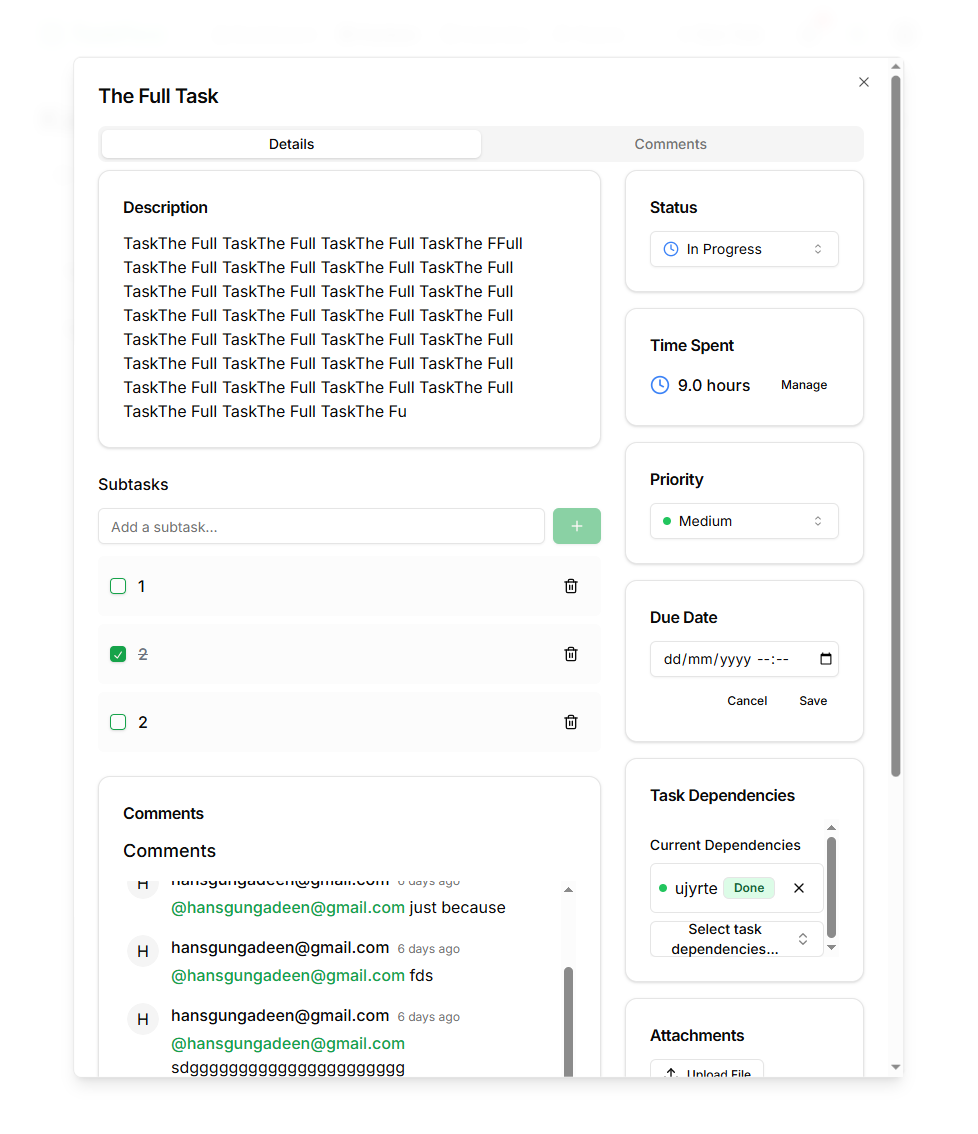 The Full Task
Details
Comments
Description
TaskThe Full TaskThe Full TaskThe Full TaskThe FFull
TaskThe Full TaskThe Full TaskThe Full TaskThe Full
TaskThe Full TaskThe Full TaskThe Full TaskThe Full
TaskThe Full TaskThe Full TaskThe Full TaskThe Full
TaskThe Full TaskThe Full TaskThe Full TaskThe Full
TaskThe Full TaskThe Full TaskThe Full TaskThe Full
TaskThe Full TaskThe Full TaskThe Full TaskThe Full
TaskThe Full TaskThe Full TaskThe Fu
Subtasks
Add a subtask...
1
2
2
Comments
Comments
H hansgungadeen@gmail.com 6 days ago
@hansgungadeen@gmail.com just because
H hansgungadeen@gmail.com 6 days ago
@hansgungadeen@gmail.com fds
H hansgungadeen@gmail.com 6 days ago
@hansgungadeen@gmail.com
sdggggggggggggggggggggggg
Status
In Progress
Time Spent
9.0 hours Manage
Priority
Medium
Due Date
dd/mm/yyyy --:--
Cancel Save
Task Dependencies
Current Dependencies
ujyrte Done
Select task
dependencies...
Attachments
Upload File